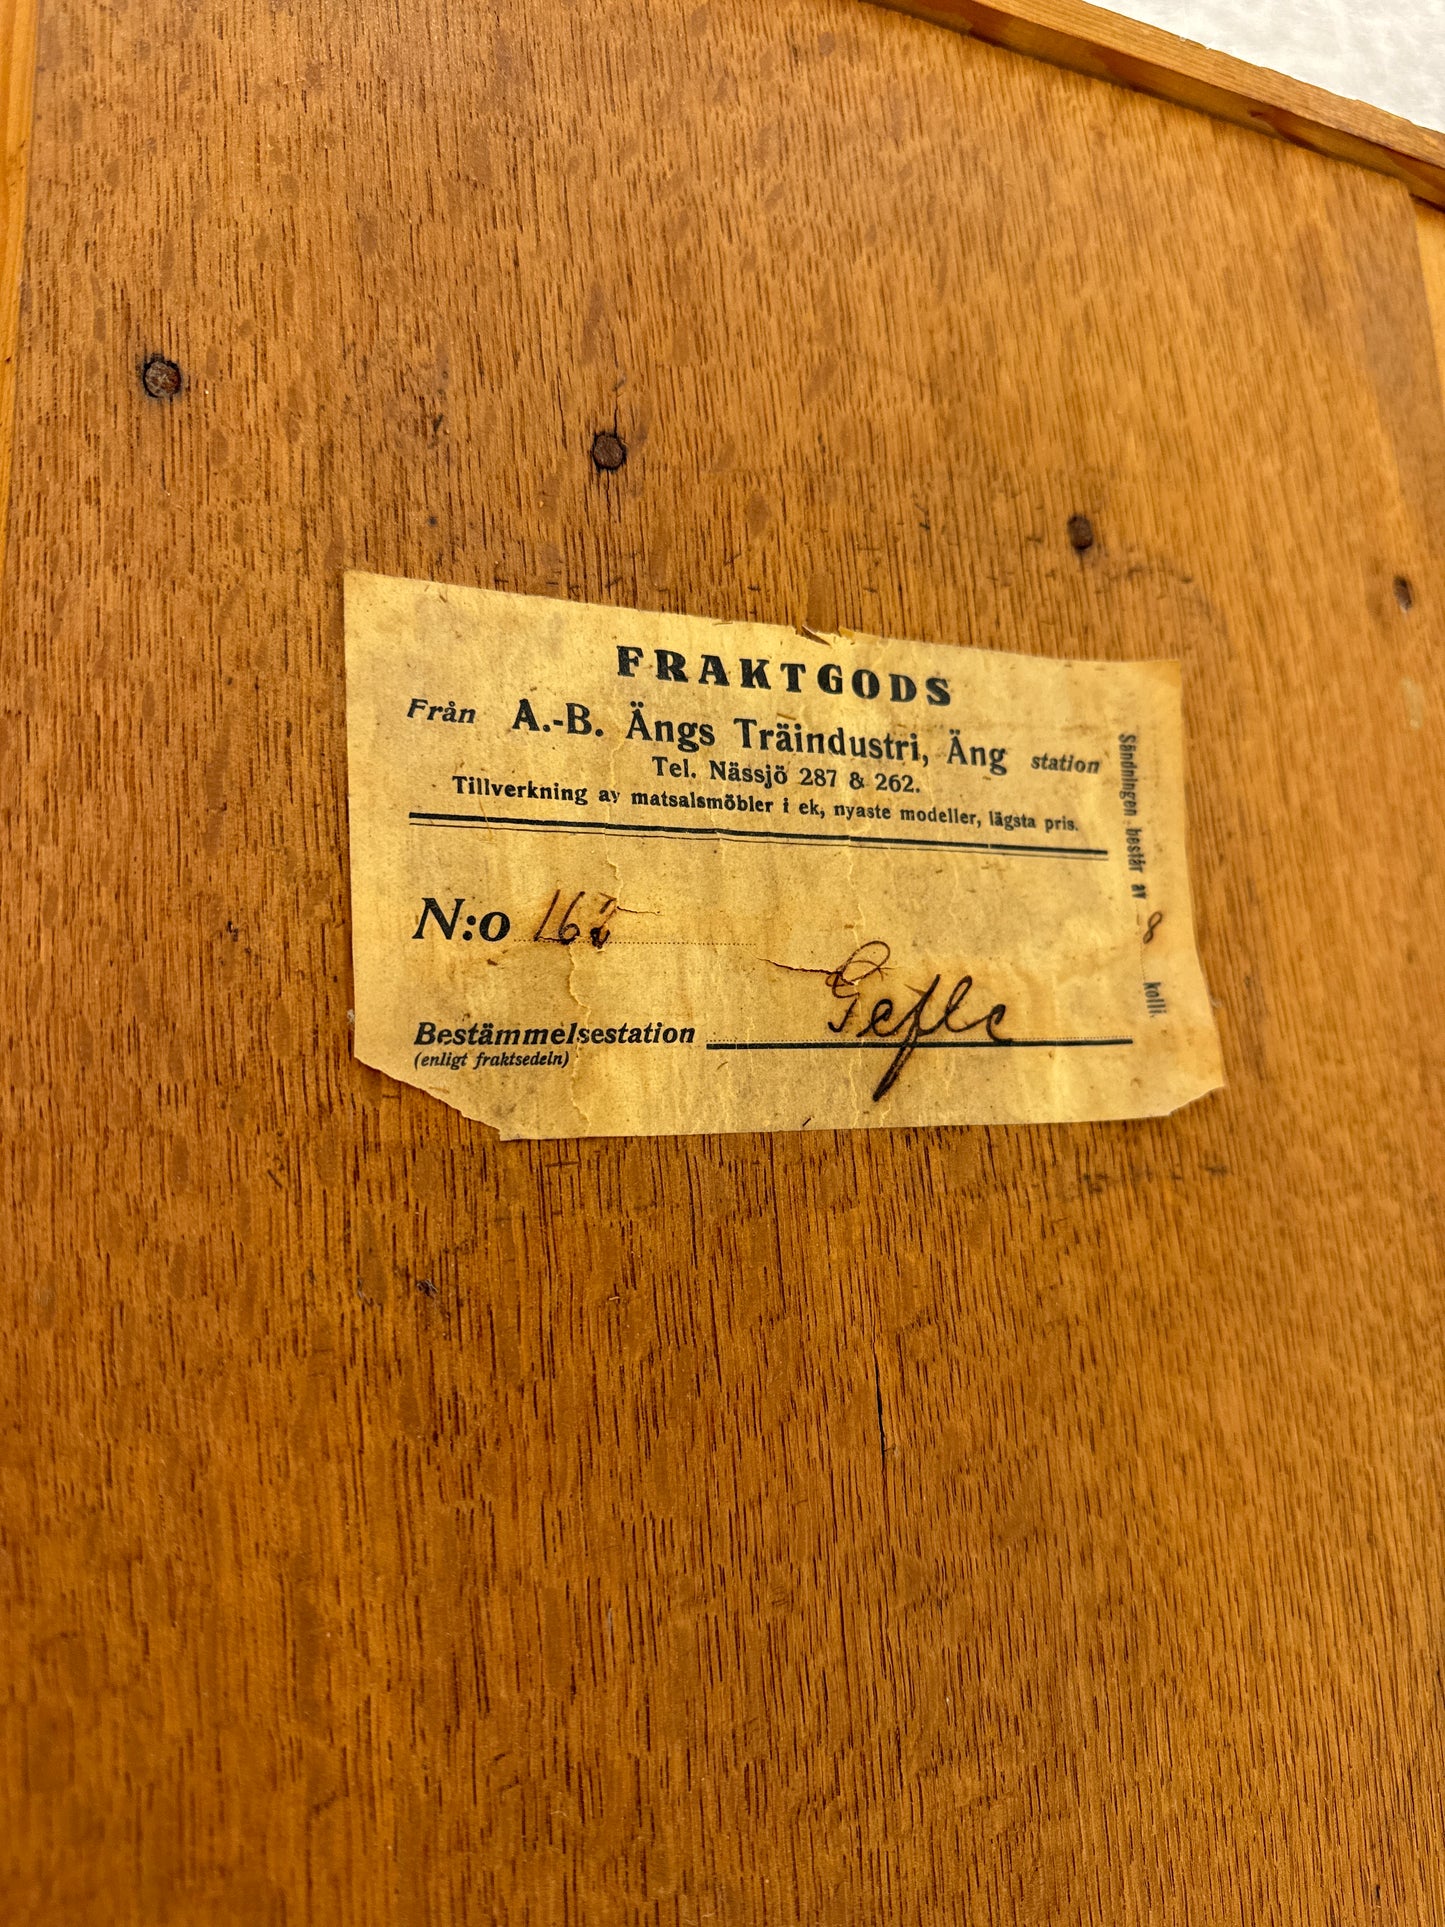 FRAKTGODS
Från A.-B. Ängs Träindustri, Äng station
Tel. Nässjö 287 & 262.
Tillverkning av matsalsmöbler i ek, nyaste modeller, lägsta pris.
N:o
Bestämmelsestation Gefle
(enligt fraktsedeln)
Sändningen består av 8 kolli.